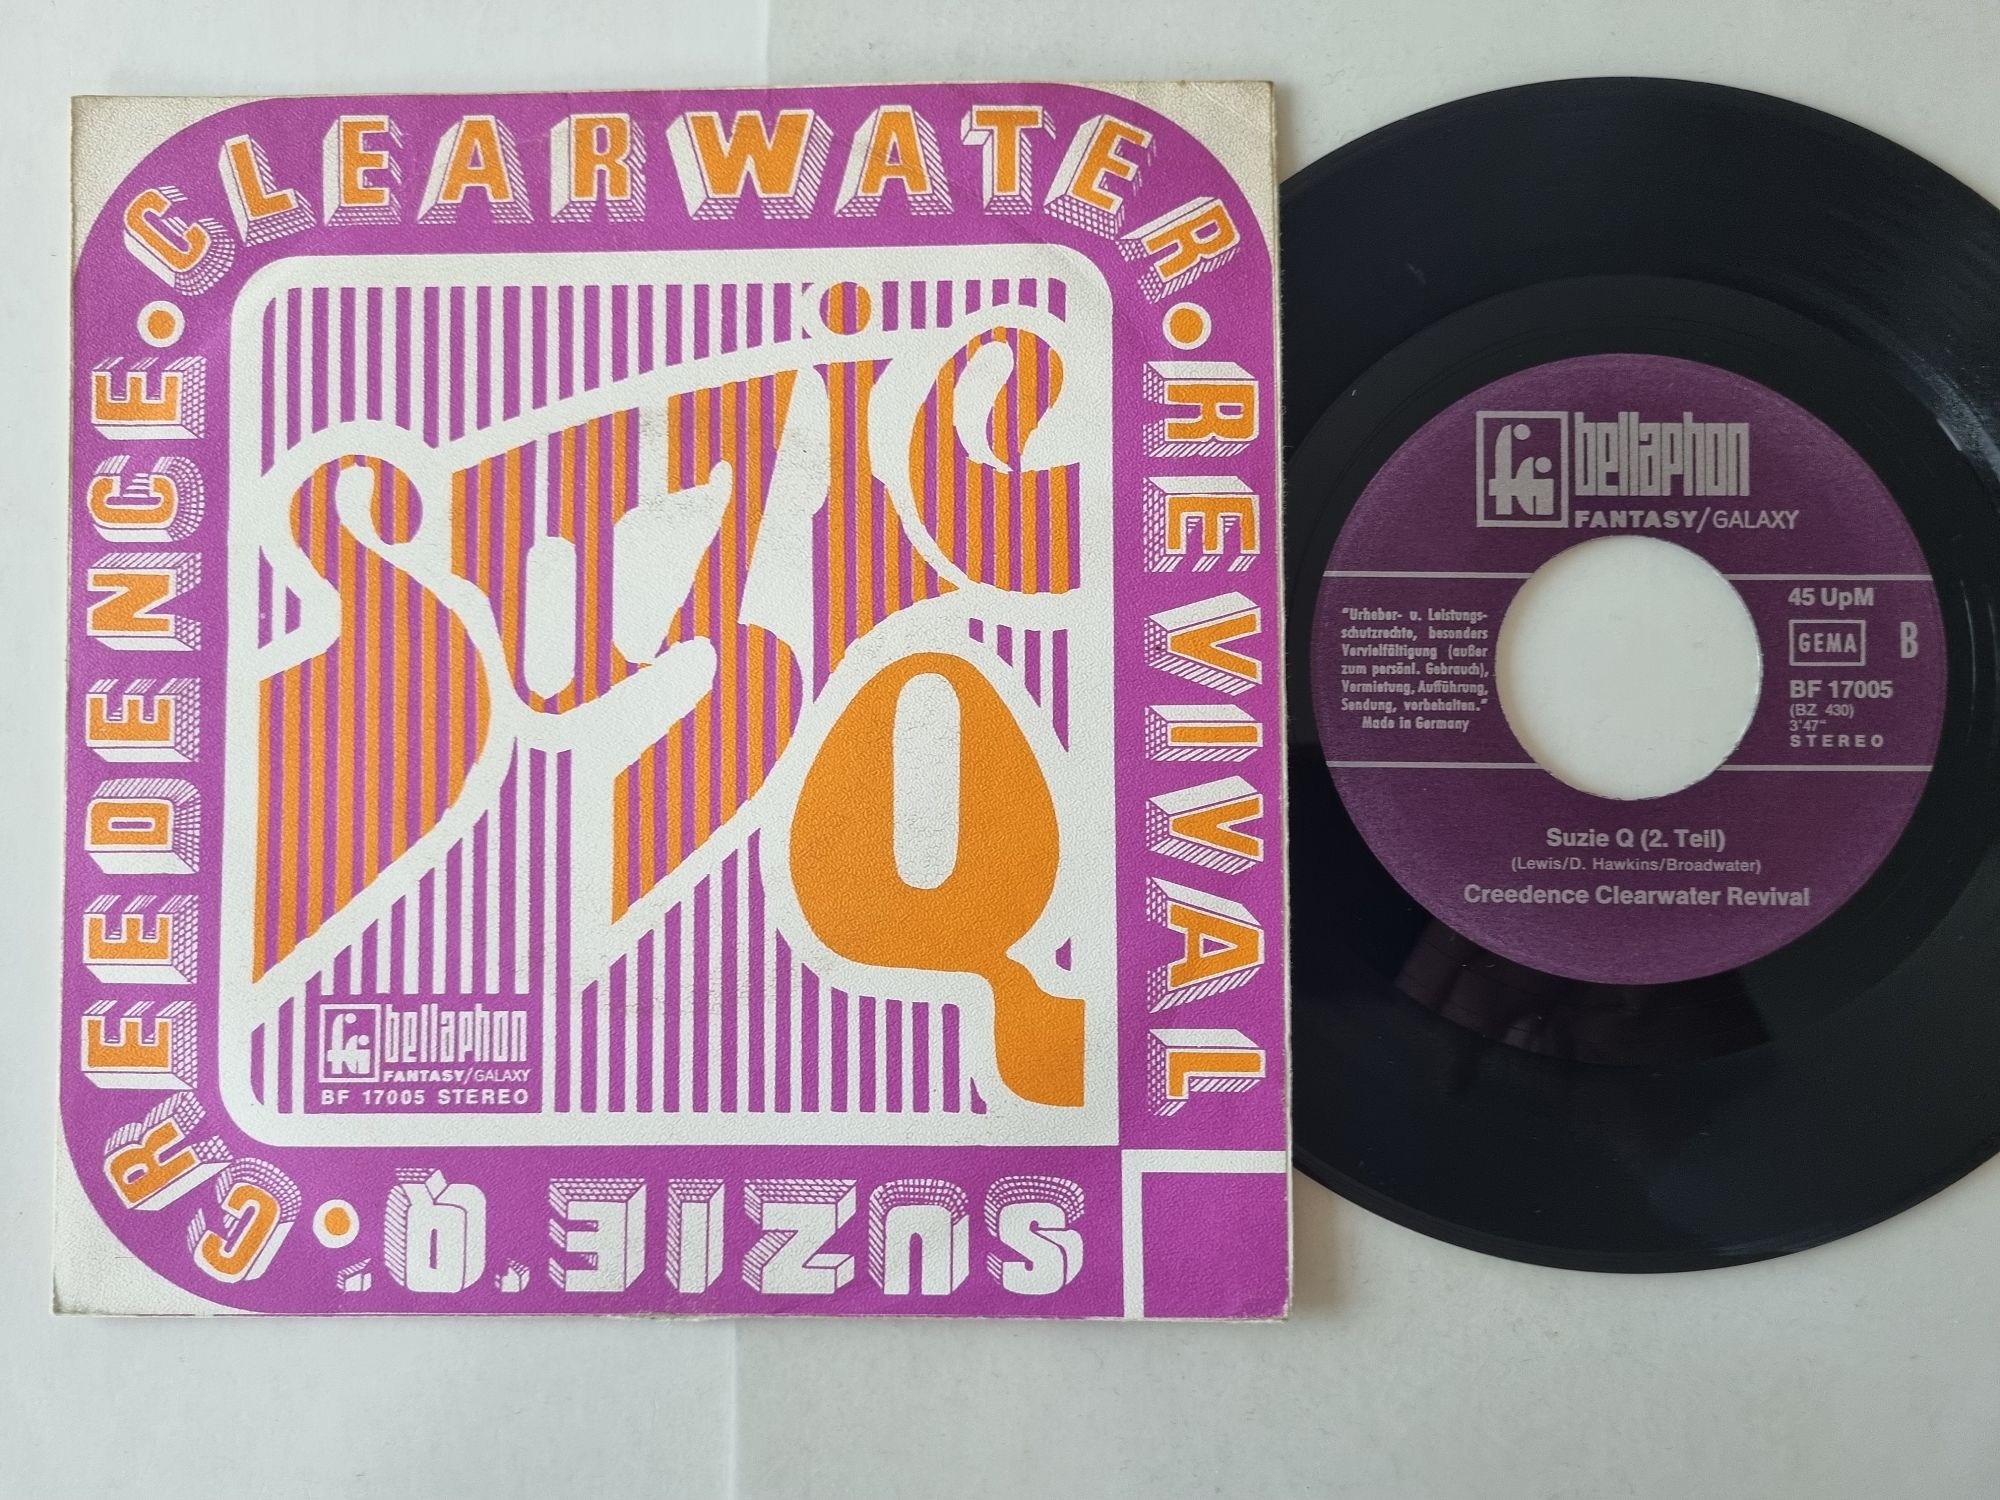 CREEDENCE • CLEARWATER • REVIVAL •
SUZIE "Q"
SUZIE
Q
fki
bellaphon
FANTASY/GALAXY
BF 17005 STEREO
fki
bellaphon
FANTASY/GALAXY
"Urheber- u. Leistungs-
schutzrechte, besonders
Vervielfältigung (außer
zum persönl. Gebrauch),
Vermietung, Aufführung,
Sendung, vorbehalten."
Made in Germany
45 UpM
GEMA B
BF 17005
(BZ 430)
3'47"
STEREO
Suzie Q (2. Teil)
(Lewis/D. Hawkins/Broadwater)
Creedence Clearwater Revival